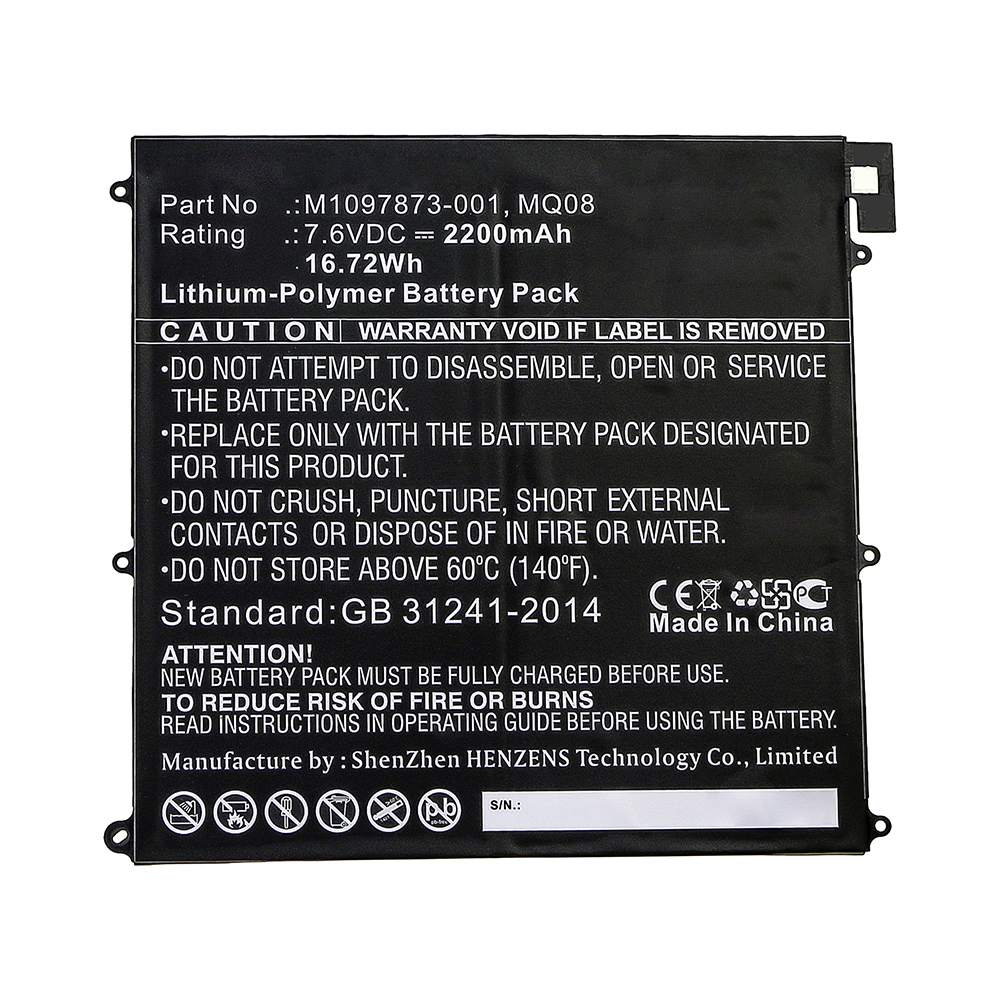 Part No .:M1097873-001, MQ08
Rating .:7.6VDC ⎓ 2200mAh
16.72Wh
Lithium-Polymer Battery Pack
CAUTION| WARRANTY VOID IF LABEL IS REMOVED
•DO NOT ATTEMPT TO DISASSEMBLE, OPEN OR SERVICE
THE BATTERY PACK.
•REPLACE ONLY WITH THE BATTERY PACK DESIGNATED
FOR THIS PRODUCT.
•DO NOT CRUSH, PUNCTURE, SHORT EXTERNAL
CONTACTS OR DISPOSE OF IN FIRE OR WATER.
•DO NOT STORE ABOVE 60ºC (140ºF).
Standard:GB 31241-2014
CE PCT
Made In China
ATTENTION!
NEW BATTERY PACK MUST BE FULLY CHARGED BEFORE USE.
TO REDUCE RISK OF FIRE OR BURNS
READ INSTRUCTIONS IN OPERATING GUIDE BEFORE USING THE BATTERY.
Manufacture by : ShenZhen HENZENS Technology Co., Limited
pb
S/N.: